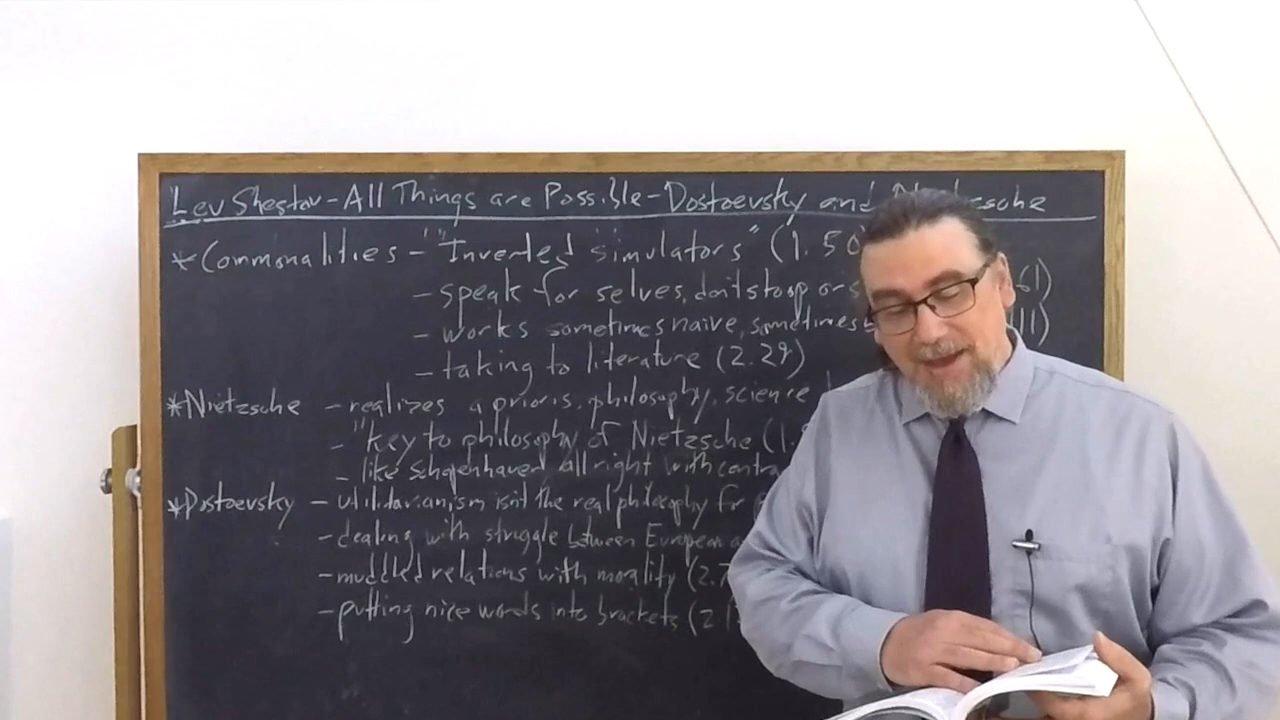 Lev Shestov - All Things are Possible - Dostoevsky and
* Commonalities - "Inverted Simulators" (1.50
- speak for selves, don't stoop or 61)
- works sometimes naive, sometimes 11)
- taking to literature (2.29)
* Nietzsche - realizes a prioris, philosophy, science
- "key to philosophy of Nietzsche (1.
- like Schopenhauer all right with contra
* Dostoevsky - utilitarianism isn't the real philosophy for
- dealing with struggle between European a
- muddled relations with morality (2.7
- putting nice words into brackets (2.1